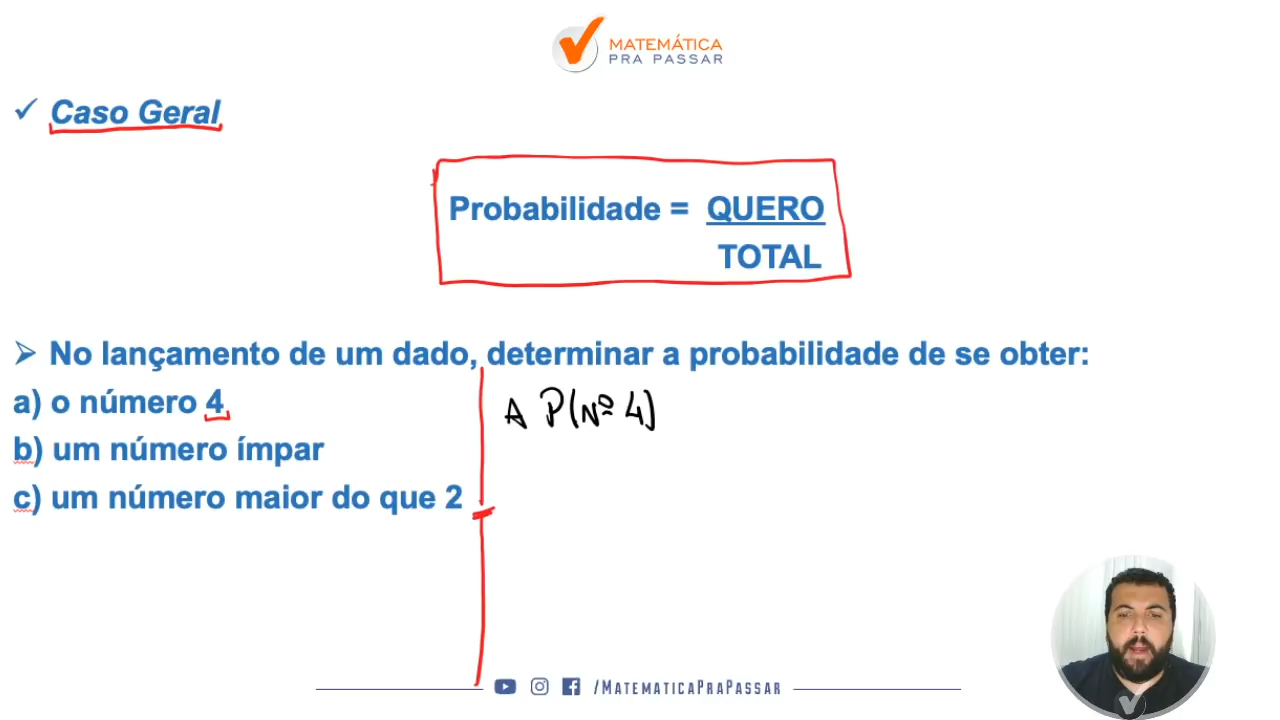 MATEMÁTICA
PRA PASSAR
✓ Caso Geral
Probabilidade = QUERO
TOTAL
➢ No lançamento de um dado, determinar a probabilidade de se obter:
a) o número 4
b) um número ímpar
c) um número maior do que 2
A P(Nº 4)
/MATEMATICAPRAPASSAR